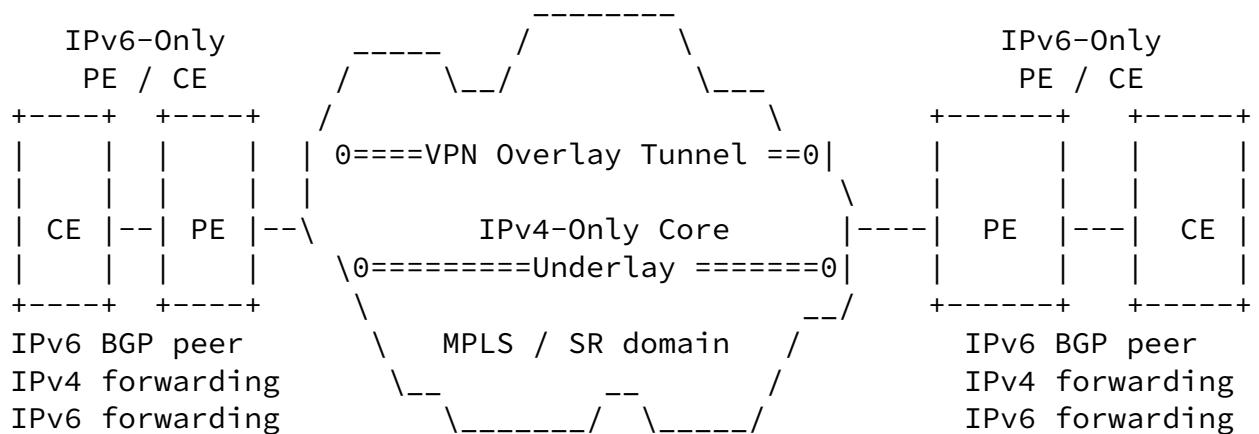 IPv6-Only IPv6-Only
PE / CE PE / CE
0====VPN Overlay Tunnel ==0
CE PE IPv4-Only Core PE CE
0=========Underlay =======0
IPv6 BGP peer MPLS / SR domain IPv6 BGP peer
IPv4 forwarding IPv4 forwarding
IPv6 forwarding IPv6 forwarding